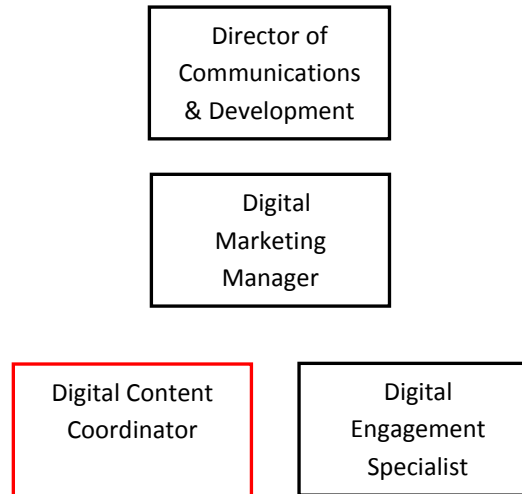 Director of
Communications
& Development
Digital
Marketing
Manager
Digital Content
Coordinator
Digital
Engagement
Specialist